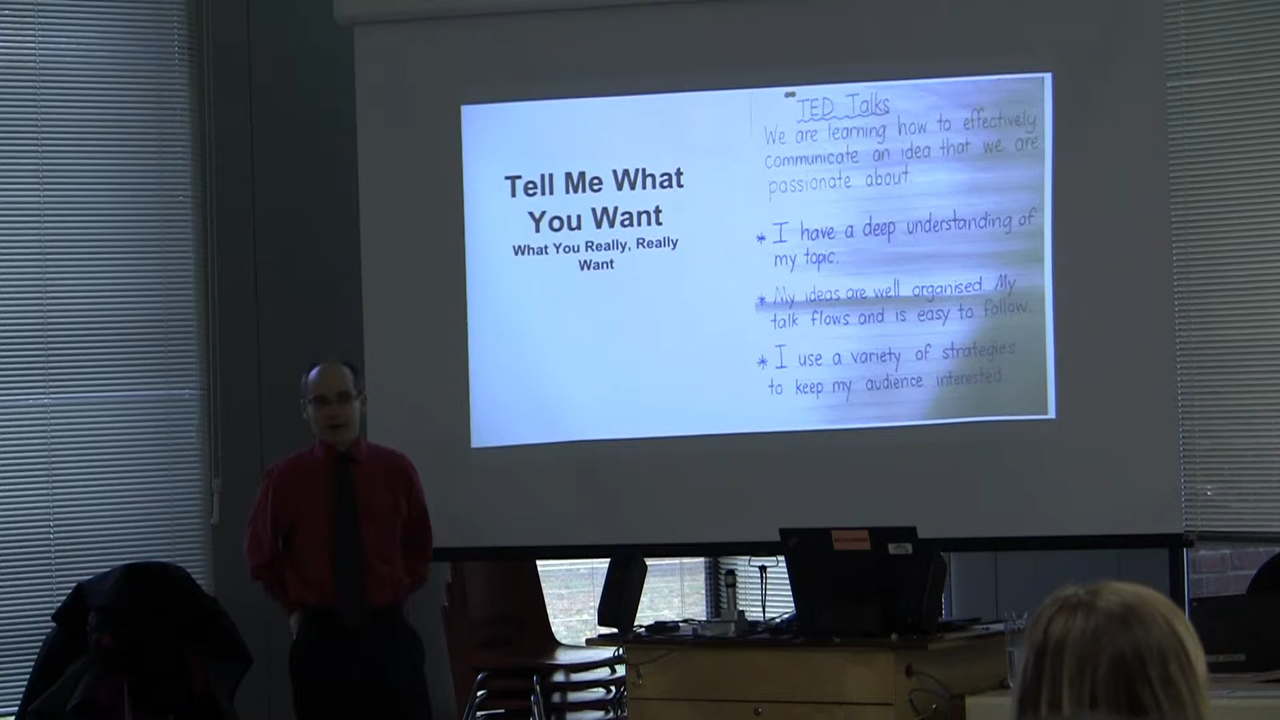 Tell Me What
You Want
What You Really, Really
Want
TED Talks
We are learning how to effectively
communicate an idea that we are
passionate about.
* I have a deep understanding of
my topic.
* My ideas are well organised. My
talk flows and is easy to follow.
* I use a variety of strategies
to keep my audience interested.